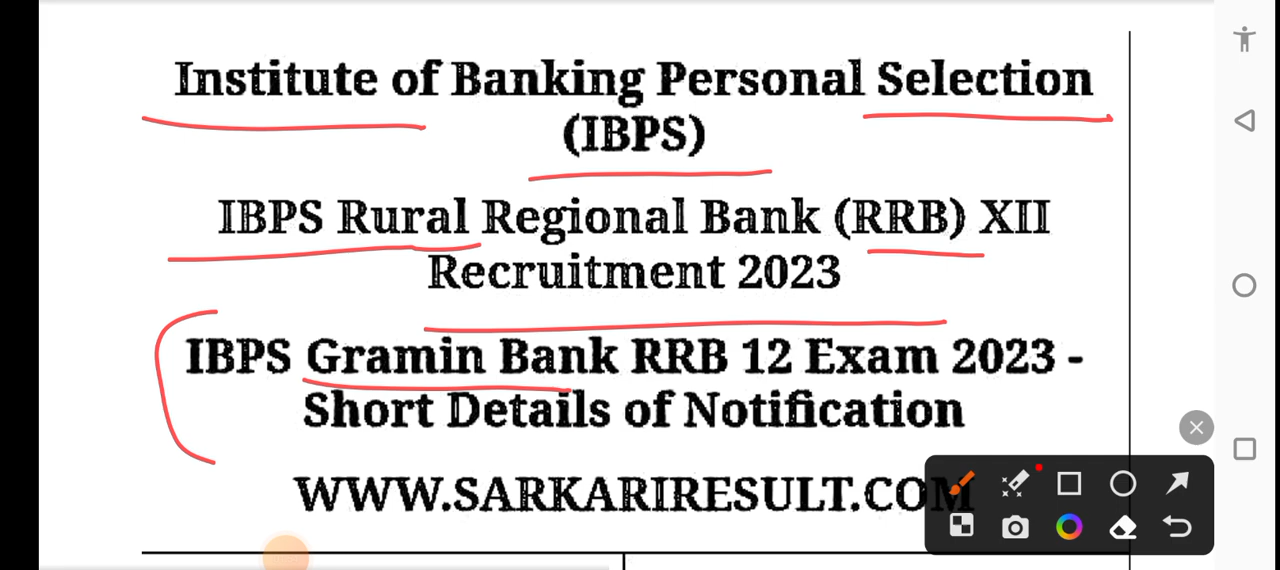 Institute of Banking Personal Selection
(IBPS)
IBPS Rural Regional Bank (RRB) XII
Recruitment 2023
IBPS Gramin Bank RRB 12 Exam 2023 -
Short Details of Notification
WWW.SARKARIRESULT.COM